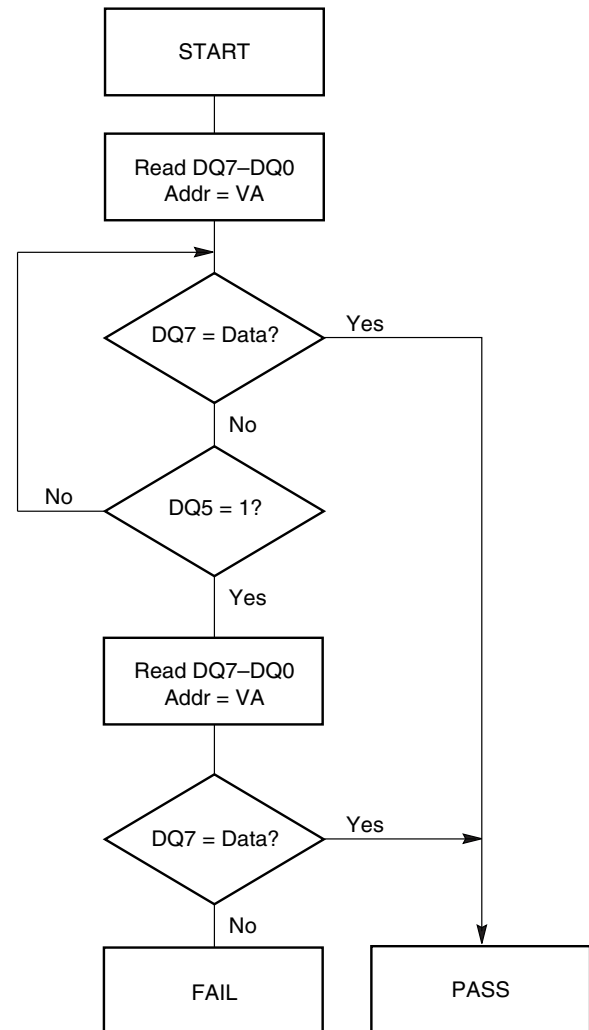 START
Read DQ7–DQ0
Addr = VA
DQ7 = Data?
Yes
No
No
DQ5 = 1?
Yes
Read DQ7–DQ0
Addr = VA
DQ7 = Data?
Yes
No
FAIL
PASS